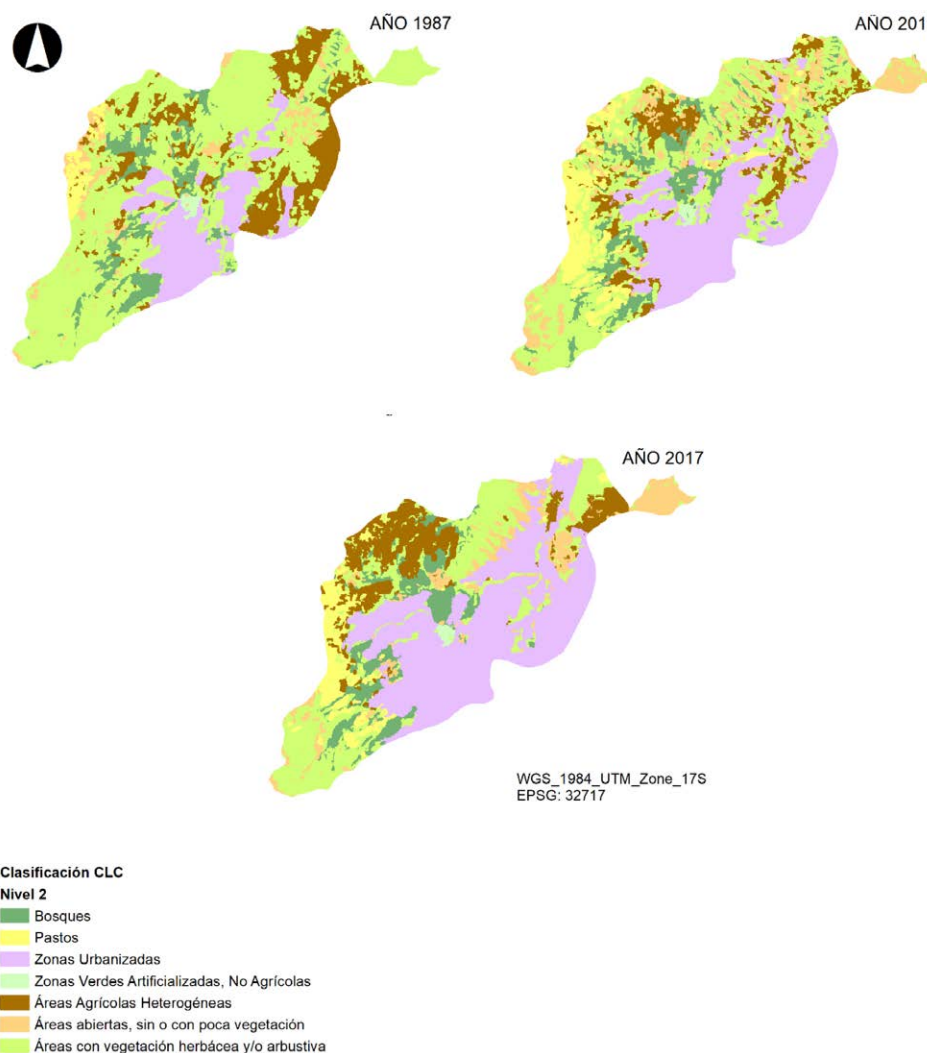 AÑO 1987
AÑO 201
AÑO 2017
WGS_1984_UTM_Zone_17S
EPSG: 32717
Clasificación CLC
Nivel 2
Bosques
Pastos
Zonas Urbanizadas
Zonas Verdes Artificializadas, No Agrícolas
Áreas Agrícolas Heterogéneas
Áreas abiertas, sin o con poca vegetación
Áreas con vegetación herbácea y/o arbustiva